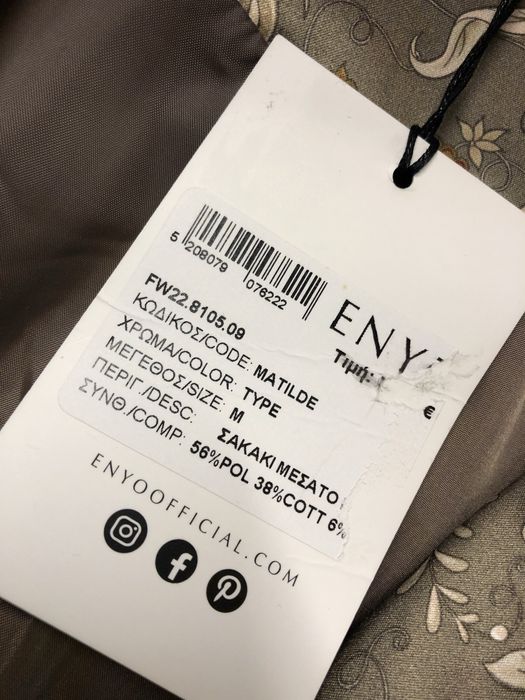 5 208079 076222
ENY
FW22.8105.09
Τιμή: €
ΚΩΔΙΚΟΣ/CODE: MATILDE
ΧΡΩΜΑ/COLOR: TYPE
ΜΕΓΕΘΟΣ/SIZE: M
ΠΕΡΙΓ./DESC: ΣΑΚΑΚΙ ΜΕΣΑΤΟ
ΣΥΝΘ./COMP: 56%POL 38%COTT 6%
ENYOOFFICIAL.COM